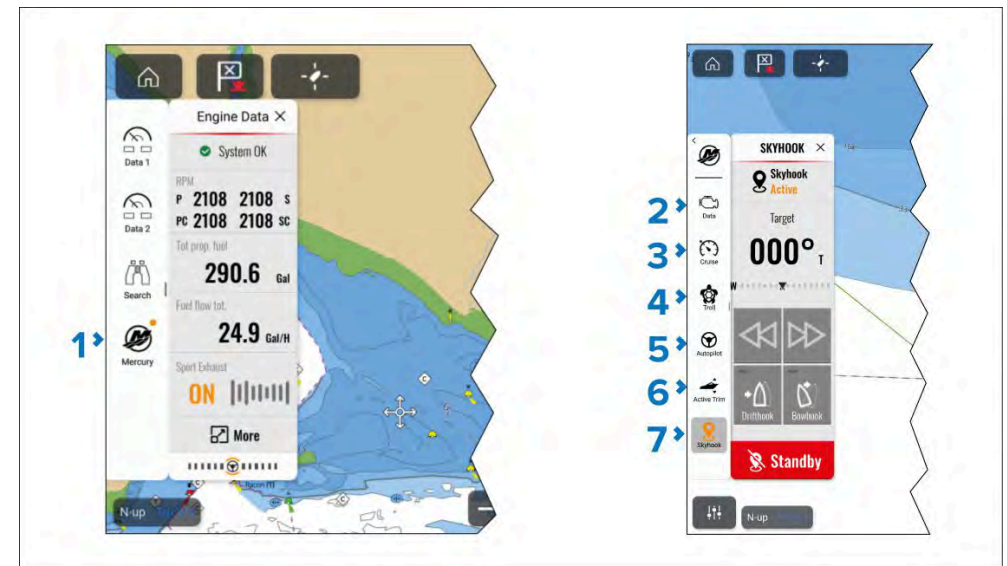 Engine Data
System OK
RPM
P 2108 2108 S
PC 2108 2108 SC
Tot prop. fuel
290.6 Gal
Fuel flow tot.
24.9 Gal/H
Sport Exhaust
ON
More
Data 1
Data 2
Search
1
Mercury
Racon (T)
N-up
SKYHOOK
Skyhook
Active
Target
000° T
W
Drifthook
Bowhook
Standby
2
Data
3
Cruise
4
Troll
5
Autopilot
6
Active Trim
7
Skyhook
N-up